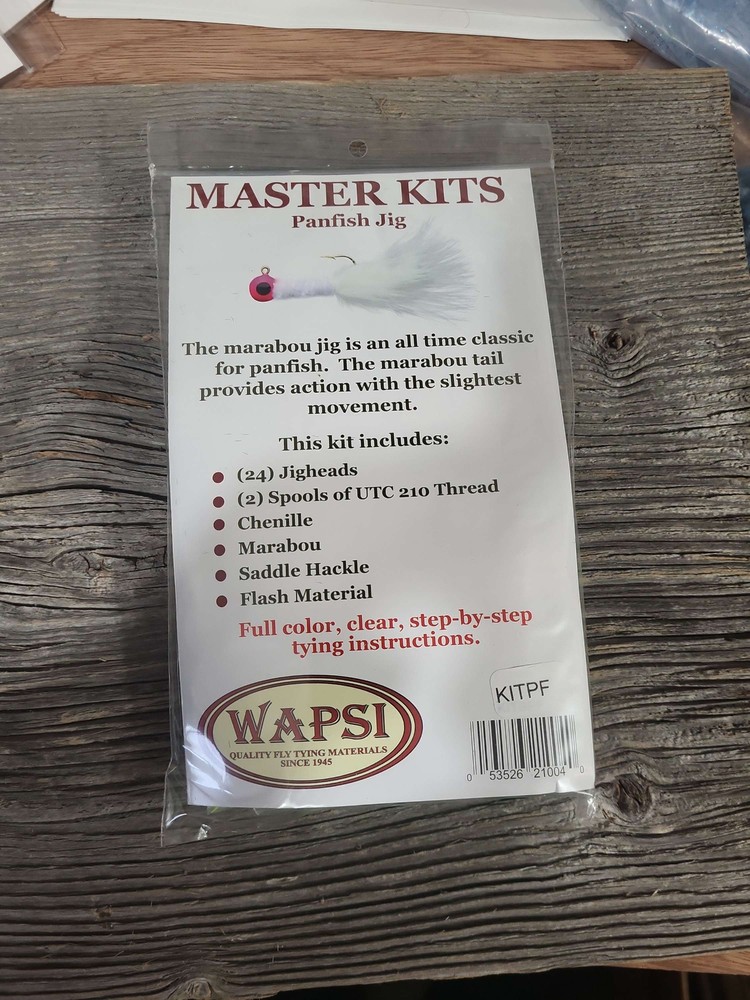 MASTER KITS
Panfish Jig
The marabou jig is an all time classic
for panfish. The marabou tail
provides action with the slightest
movement.
This kit includes:
(24) Jigheads
(2) Spools of UTC 210 Thread
Chenille
Marabou
Saddle Hackle
Flash Material
Full color, clear, step-by-step
tying instructions.
KITPF
WAPSI
QUALITY FLY TYING MATERIALS
SINCE 1945
0 53526 21004 0